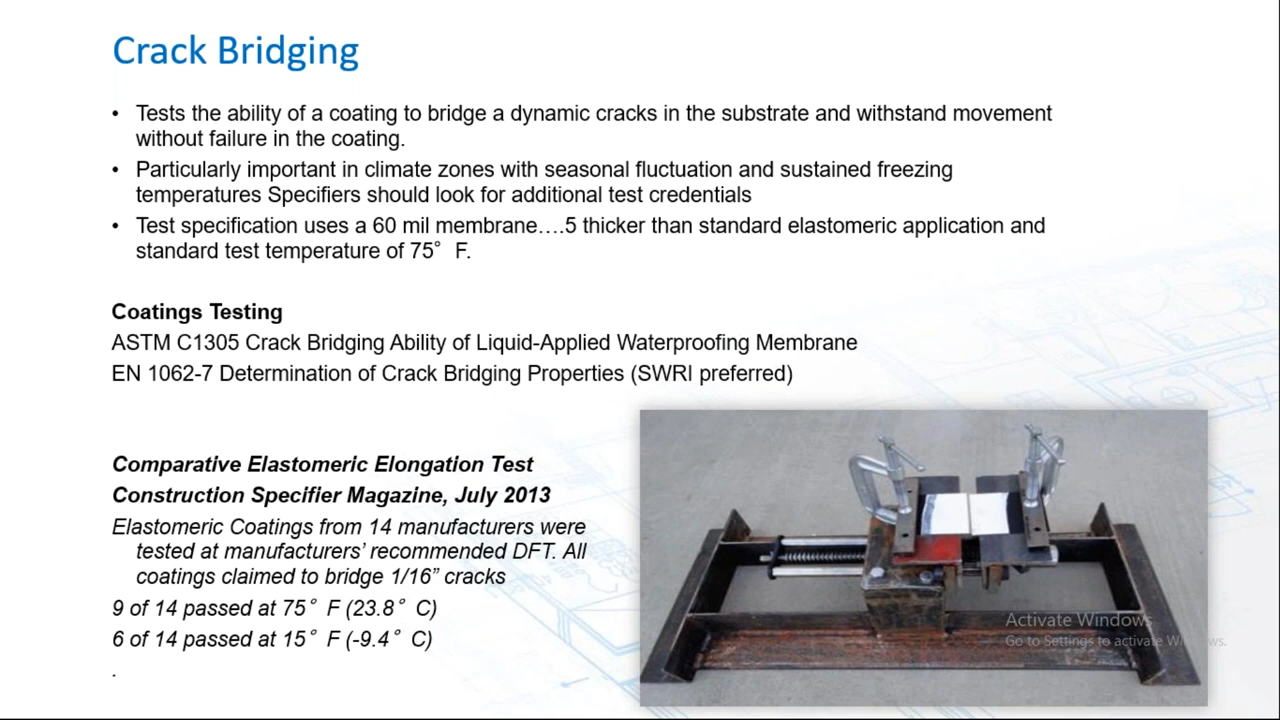 Crack Bridging
• Tests the ability of a coating to bridge a dynamic cracks in the substrate and withstand movement
without failure in the coating.
• Particularly important in climate zones with seasonal fluctuation and sustained freezing
temperatures Specifiers should look for additional test credentials
• Test specification uses a 60 mil membrane….5 thicker than standard elastomeric application and
standard test temperature of 75° F.
Coatings Testing
ASTM C1305 Crack Bridging Ability of Liquid-Applied Waterproofing Membrane
EN 1062-7 Determination of Crack Bridging Properties (SWRI preferred)
Comparative Elastomeric Elongation Test
Construction Specifier Magazine, July 2013
Elastomeric Coatings from 14 manufacturers were
tested at manufacturers’ recommended DFT. All
coatings claimed to bridge 1/16” cracks
9 of 14 passed at 75° F (23.8° C)
6 of 14 passed at 15° F (-9.4° C)
.
Activate Windows
Go to Settings to activate Windows.